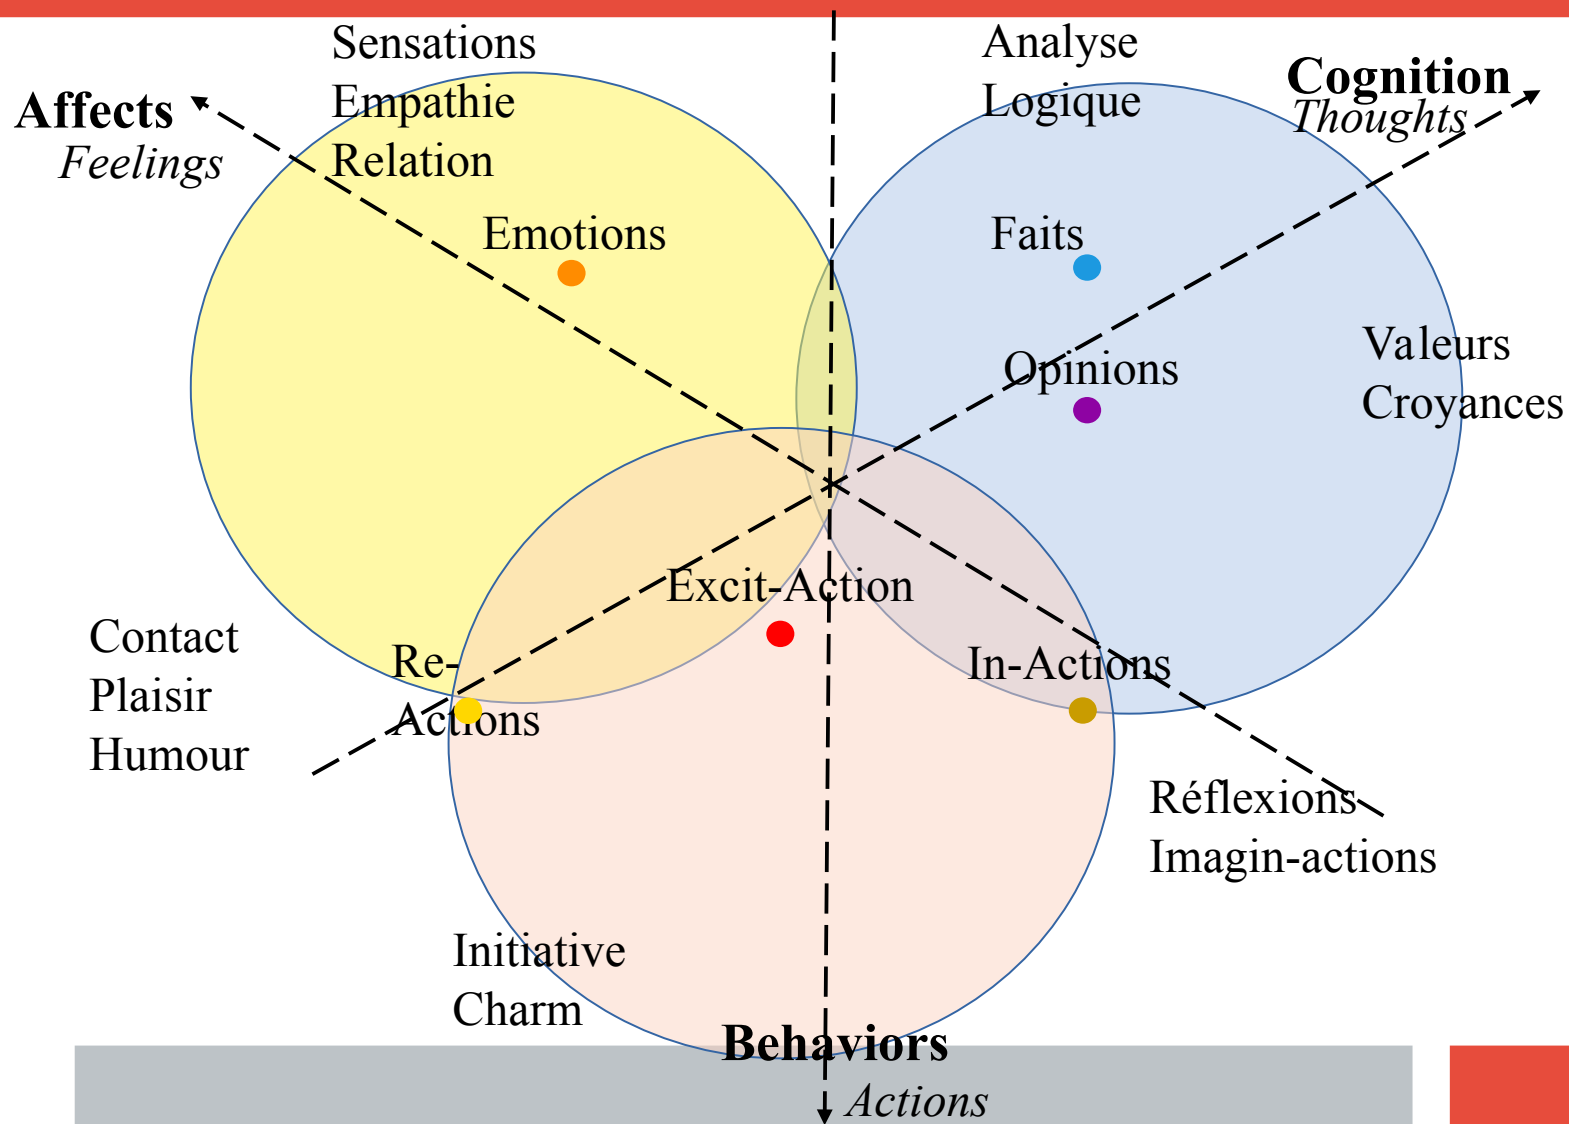 Sensations
Empathie
Relation
Analyse
Logique
Cognition
Thoughts
Affects
Feelings
Emotions
Faits
Opinions
Valeurs
Croyances
Excit-Action
Contact
Plaisir
Humour
Re-
Actions
In-Actions
Réflexions
Imagin-actions
Initiative
Charm
Behaviors
Actions